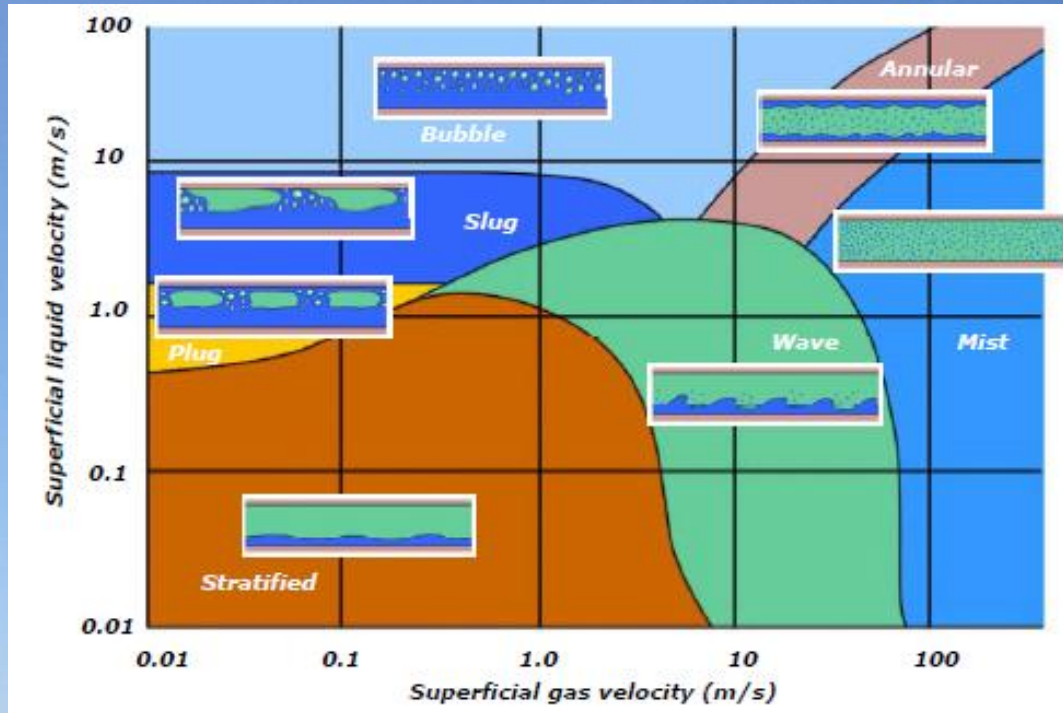 100
Annular
Bubble
10
Slug
Superficial liquid velocity (m/s)
1.0
Wave
Mist
Plug
0.1
Stratified
0.01
0.01 0.1 1.0 10 100
Superficial gas velocity (m/s)